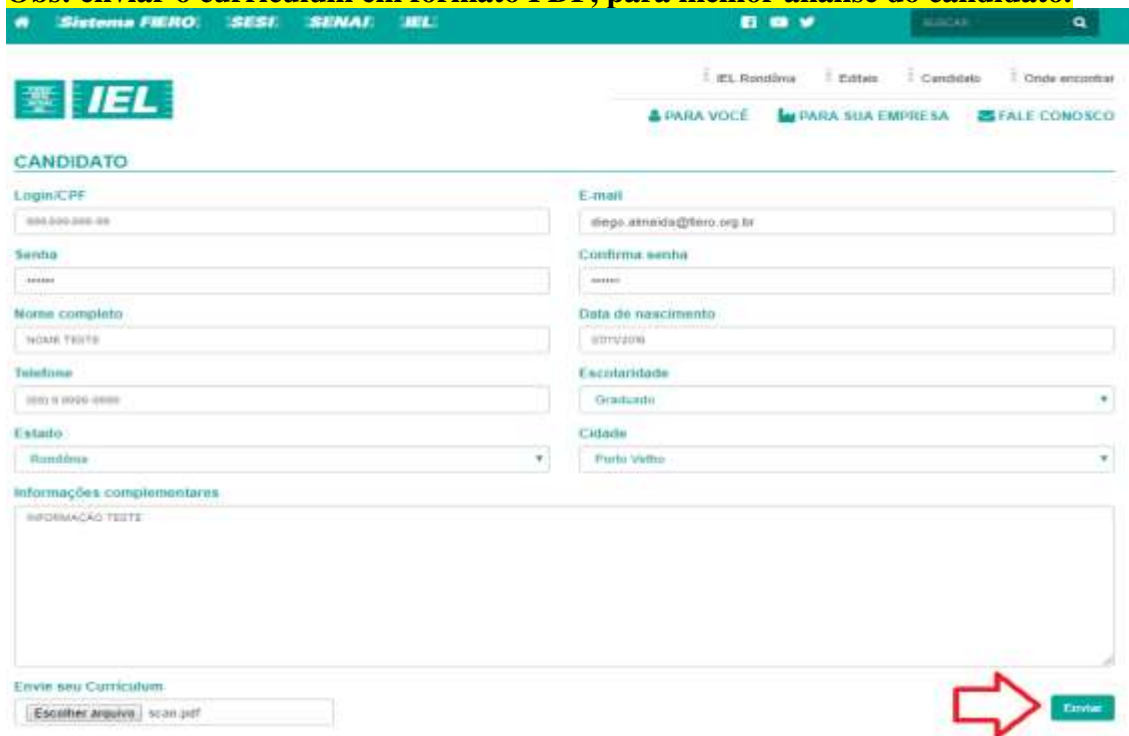 Obs: enviar o curriculum em formato PDF, para melhor análise do candidato.
Sistema FIERO SESI SENAI IEL
BUSCAR
IEL
IEL Rondônia Editais Candidato Onde encontrar
PARA VOCÊ PARA SUA EMPRESA FALE CONOSCO
CANDIDATO
Login/CPF E-mail
diego.almeida@fiero.org.br
Senha Confirma senha
•••••• ••••••
Nome completo Data de nascimento
NOME TESTE
Telefone Escolaridade
Graduado
Estado Cidade
Rondônia Porto Velho
Informações complementares
INFORMAÇÃO TESTE
Envie seu Curriculum
Escolher arquivo scan.pdf
Enviar